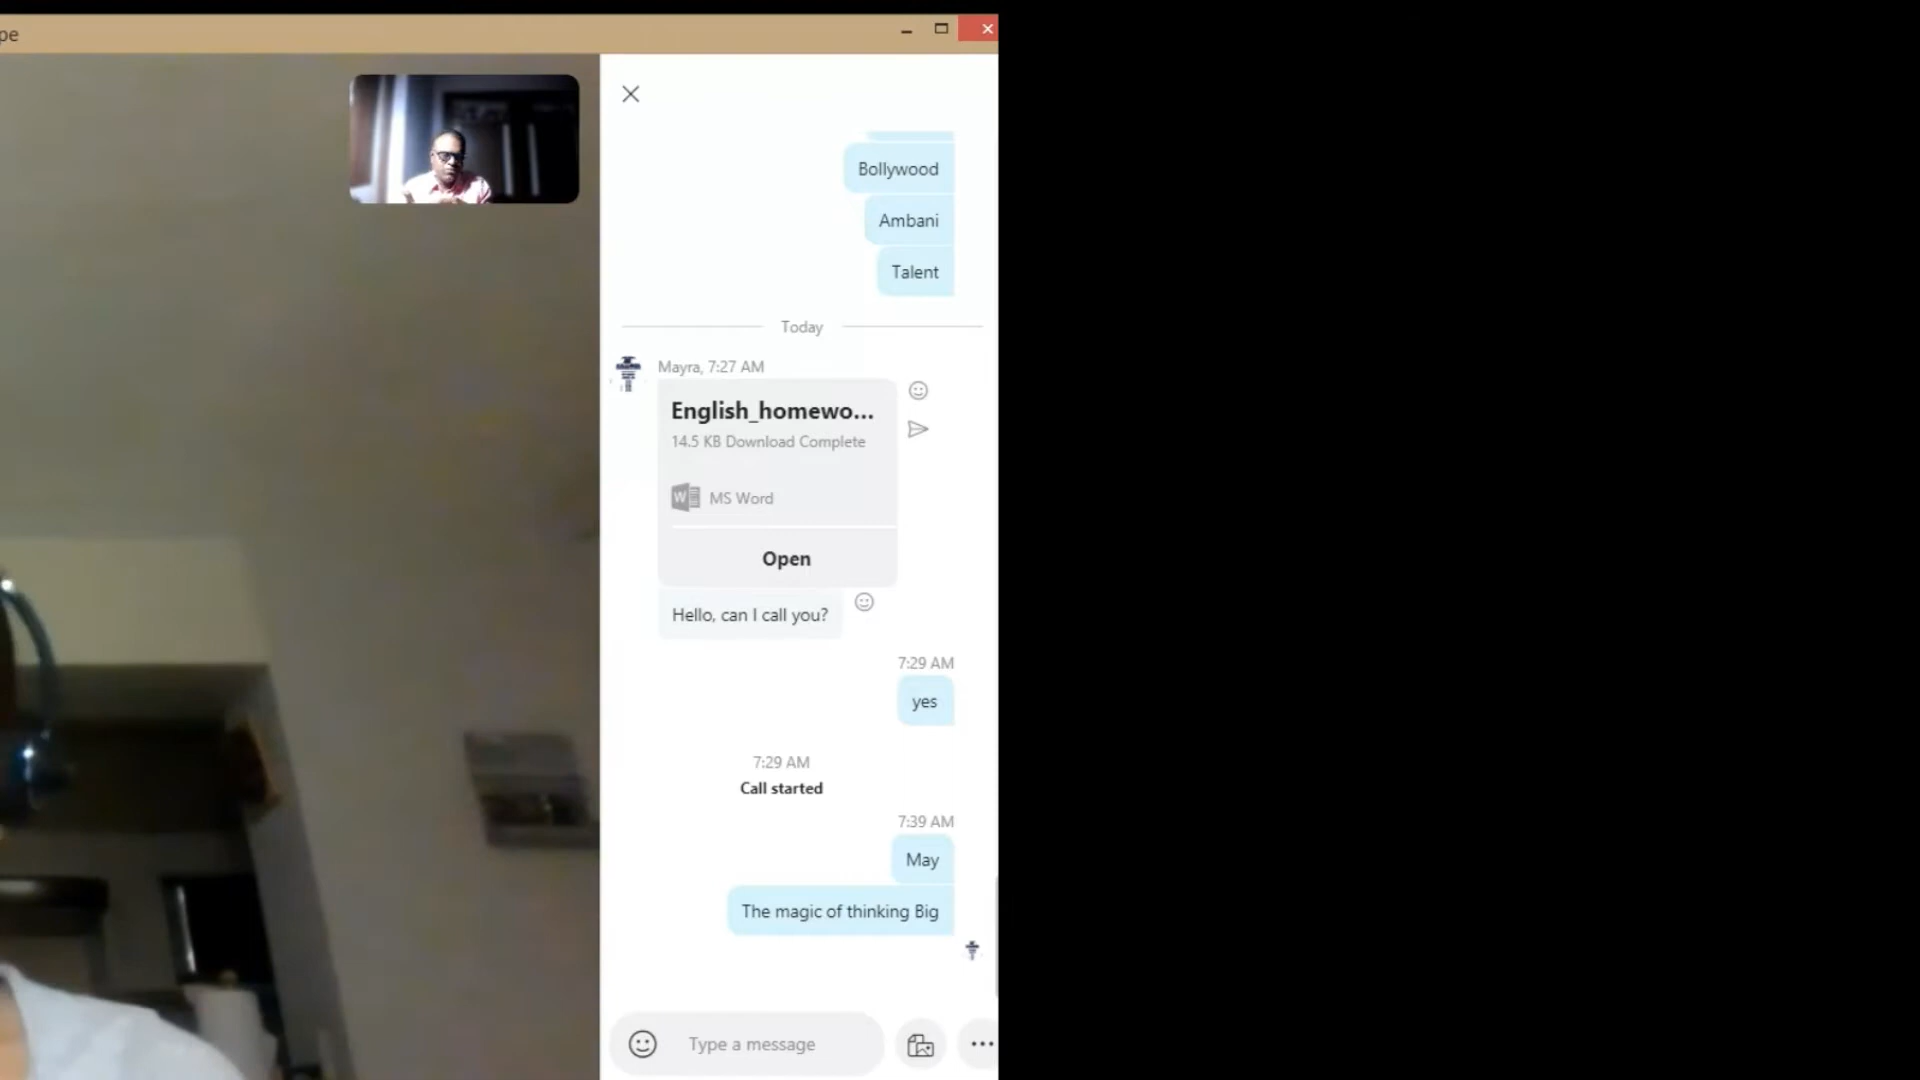 pe
Bollywood
Ambani
Talent
Today
Mayra, 7:27 AM
English_homewo...
14.5 KB Download Complete
MS Word
Open
Hello, can I call you?
7:29 AM
yes
7:29 AM
Call started
7:39 AM
May
The magic of thinking Big
Type a message